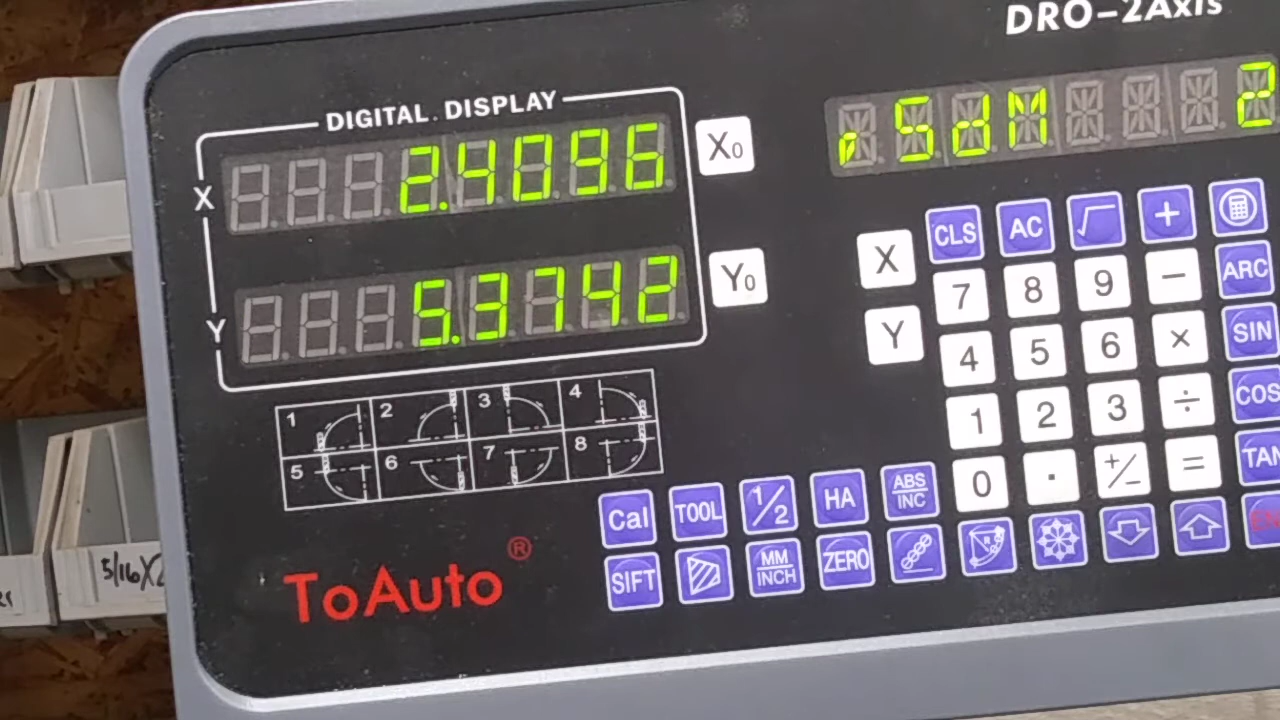 DRO-2Axis
DIGITAL. DISPLAY
X 2.4096 X0
Y 5.3742 Y0
X
Y
CLS AC √ +
7 8 9 − ARC
4 5 6 × SIN
1 2 3 ÷ COS
0 . +/− = TAN
1 2 3 4
5 6 7 8
Cal TOOL 1/2 HA ABS/INC
SIFT MM/INCH ZERO
ToAuto®
5/16X